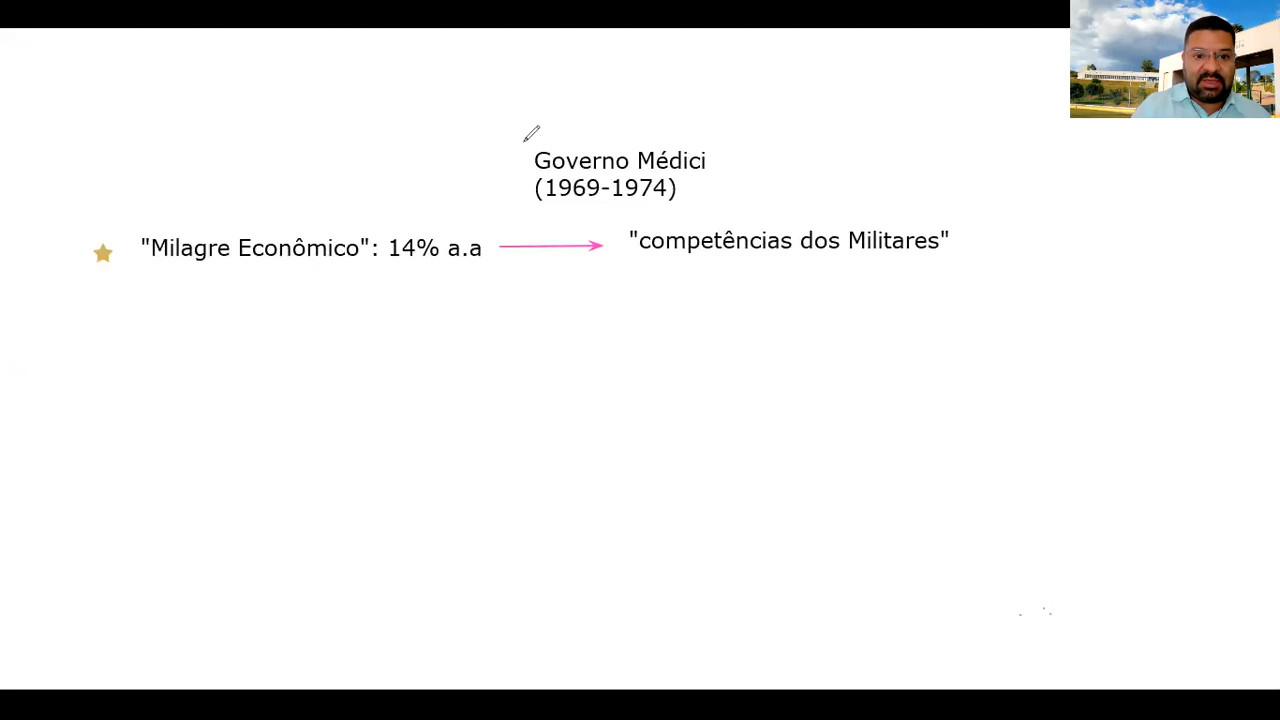 Governo Médici
(1969-1974)
"Milagre Econômico": 14% a.a
"competências dos Militares"